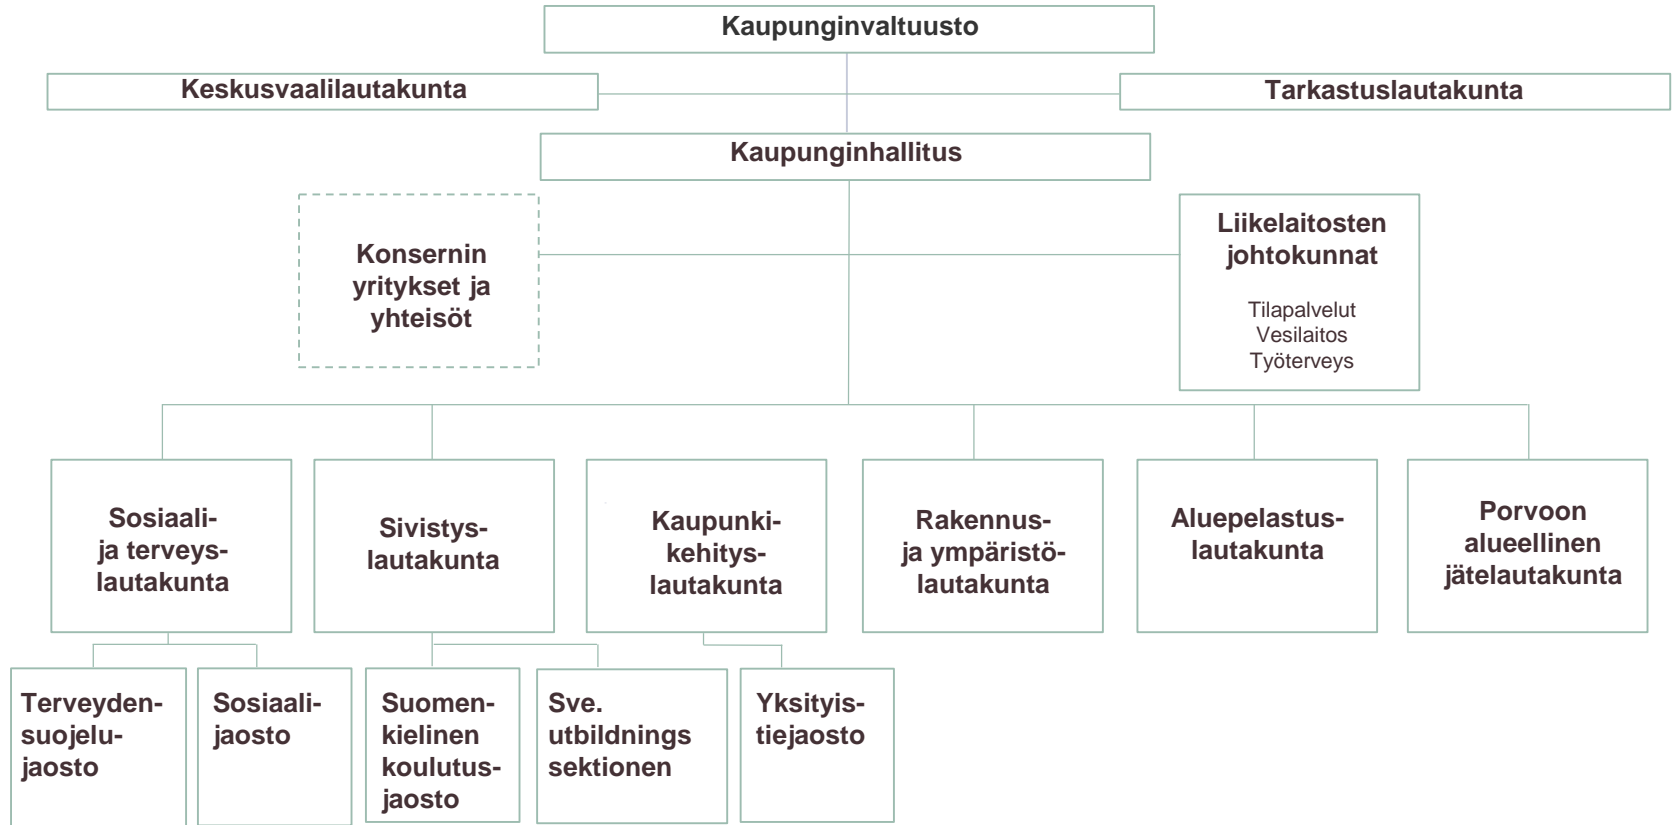 Kaupunginvaltuusto
Keskusvaalilautakunta
Tarkastuslautakunta
Kaupunginhallitus
Konsernin
yritykset ja
yhteisöt
Liikelaitosten
johtokunnat
Tilapalvelut
Vesilaitos
Työterveys
Sosiaali-
ja terveys-
lautakunta
Sivistys-
lautakunta
Kaupunki-
kehitys-
lautakunta
Rakennus-
ja ympäristö-
lautakunta
Aluepelastus-
lautakunta
Porvoon
alueellinen
jätelautakunta
Terveyden-
suojelu-
jaosto
Sosiaali-
jaosto
Suomen-
kielinen
koulutus-
jaosto
Sve.
utbildnings
sektionen
Yksityis-
tiejaosto